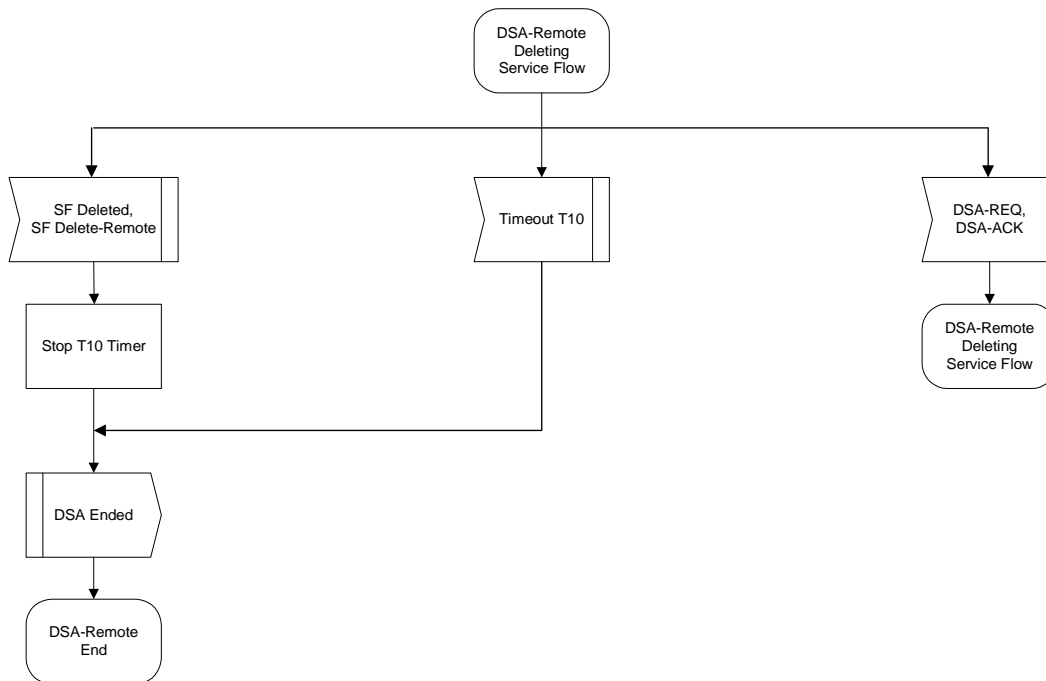 DSA-Remote
Deleting
Service Flow
SF Deleted,
SF Delete-Remote
Timeout T10
DSA-REQ,
DSA-ACK
Stop T10 Timer
DSA-Remote
Deleting
Service Flow
DSA Ended
DSA-Remote
End